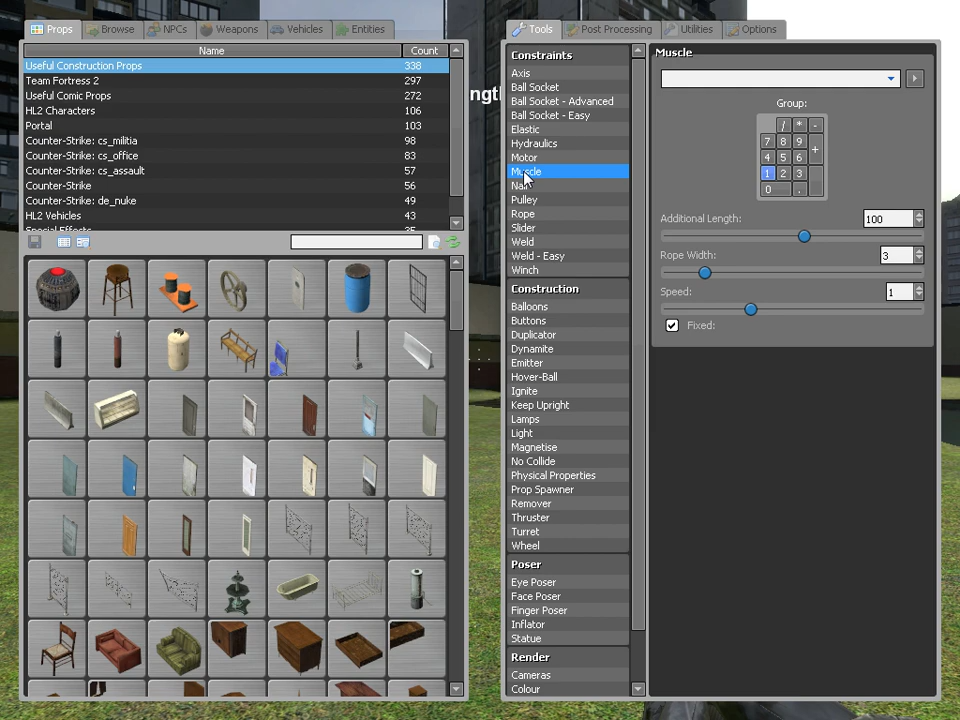 Props Browse NPCs Weapons Vehicles Entities
Name Count
Useful Construction Props 338
Team Fortress 2 297
Useful Comic Props 272
HL2 Characters 106
Portal 103
Counter-Strike: cs_militia 98
Counter-Strike: cs_office 83
Counter-Strike: cs_assault 57
Counter-Strike 56
Counter-Strike: de_nuke 49
HL2 Vehicles 43
Special Effects 35
Tools Post Processing Utilities Options
Constraints
Axis
Ball Socket
Ball Socket - Advanced
Ball Socket - Easy
Elastic
Hydraulics
Motor
Muscle
Pulley
Rope
Slider
Weld
Weld - Easy
Winch
Construction
Balloons
Buttons
Duplicator
Dynamite
Emitter
Hover-Ball
Ignite
Keep Upright
Lamps
Light
Magnetise
No Collide
Physical Properties
Prop Spawner
Remover
Thruster
Turret
Wheel
Poser
Eye Poser
Face Poser
Finger Poser
Inflator
Statue
Render
Cameras
Colour
Muscle
Group:
/ * -
7 8 9 +
4 5 6
1 2 3
0 .
Additional Length: 100
Rope Width: 3
Speed: 1
Fixed: